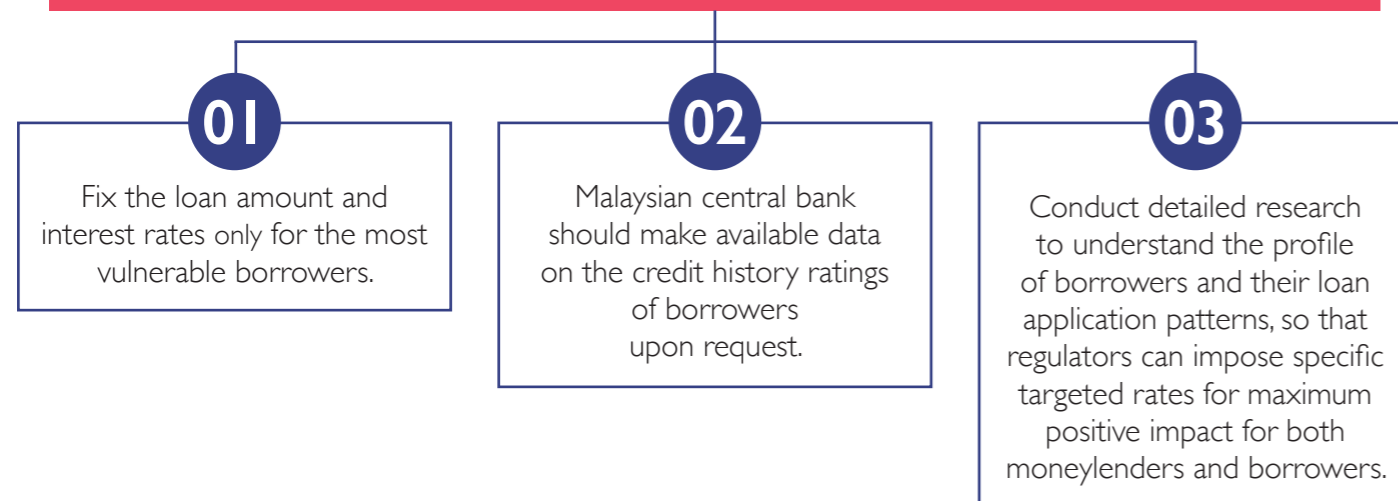 01
Fix the loan amount and
interest rates only for the most
vulnerable borrowers.
02
Malaysian central bank
should make available data
on the credit history ratings
of borrowers
upon request.
03
Conduct detailed research
to understand the profile
of borrowers and their loan
application patterns, so that
regulators can impose specific
targeted rates for maximum
positive impact for both
moneylenders and borrowers.